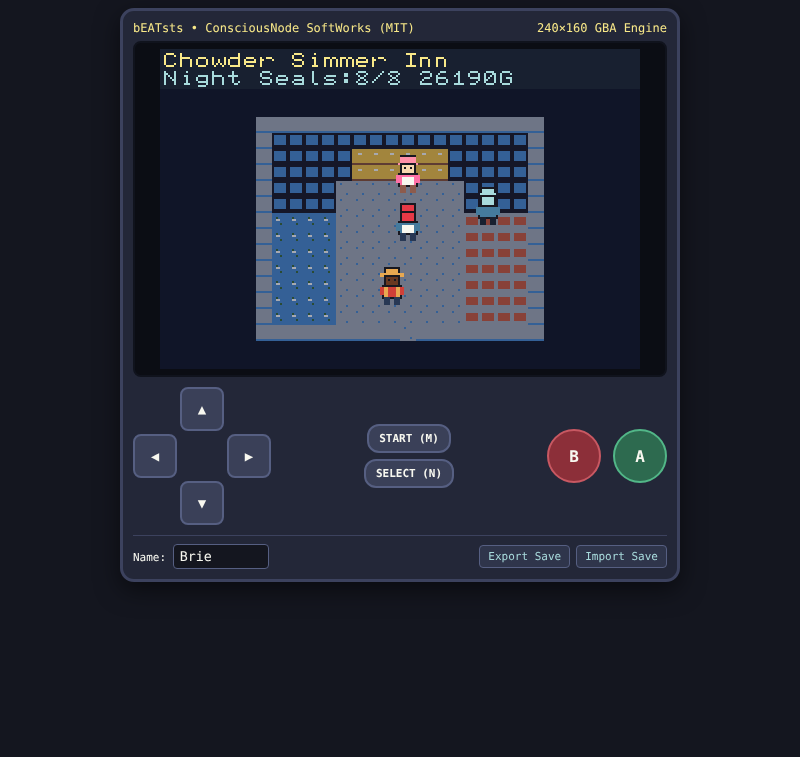 bEATsts • ConsciousNode SoftWorks (MIT)
240×160 GBA Engine
Chowder Simmer Inn
Night Seals:8/8 26190G
▲
◀
▶
▼
START (M)
SELECT (N)
B
A
Name:
Brie
Export Save
Import Save